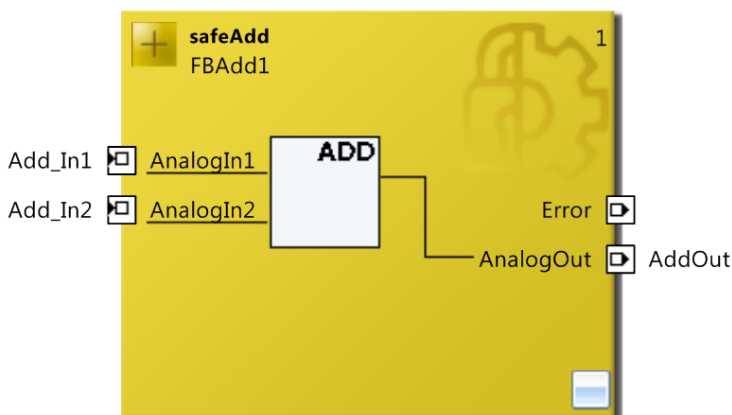 safeAdd 1
FBAdd1
ADD
Add_In1 AnalogIn1
Add_In2 AnalogIn2
Error
AnalogOut AddOut